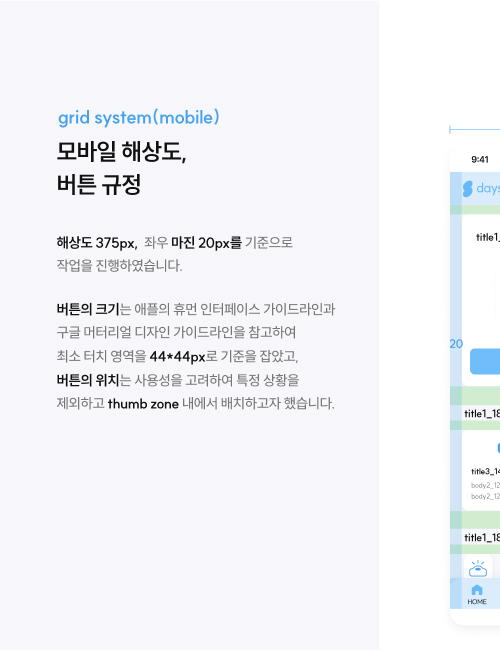 grid system(mobile)
모바일 해상도,
버튼 규정
해상도 375px, 좌우 마진 20px를 기준으로
작업을 진행하였습니다.
버튼의 크기는 애플의 휴먼 인터페이스 가이드라인과
구글 머터리얼 디자인 가이드라인을 참고하여
최소 터치 영역을 44*44px로 기준을 잡았고,
버튼의 위치는 사용성을 고려하여 특정 상황을
제외하고 thumb zone 내에서 배치하고자 했습니다.
9:41
days
title1_
20
title1_18
title3_14
body2_12
body2_12
title1_18
HOME